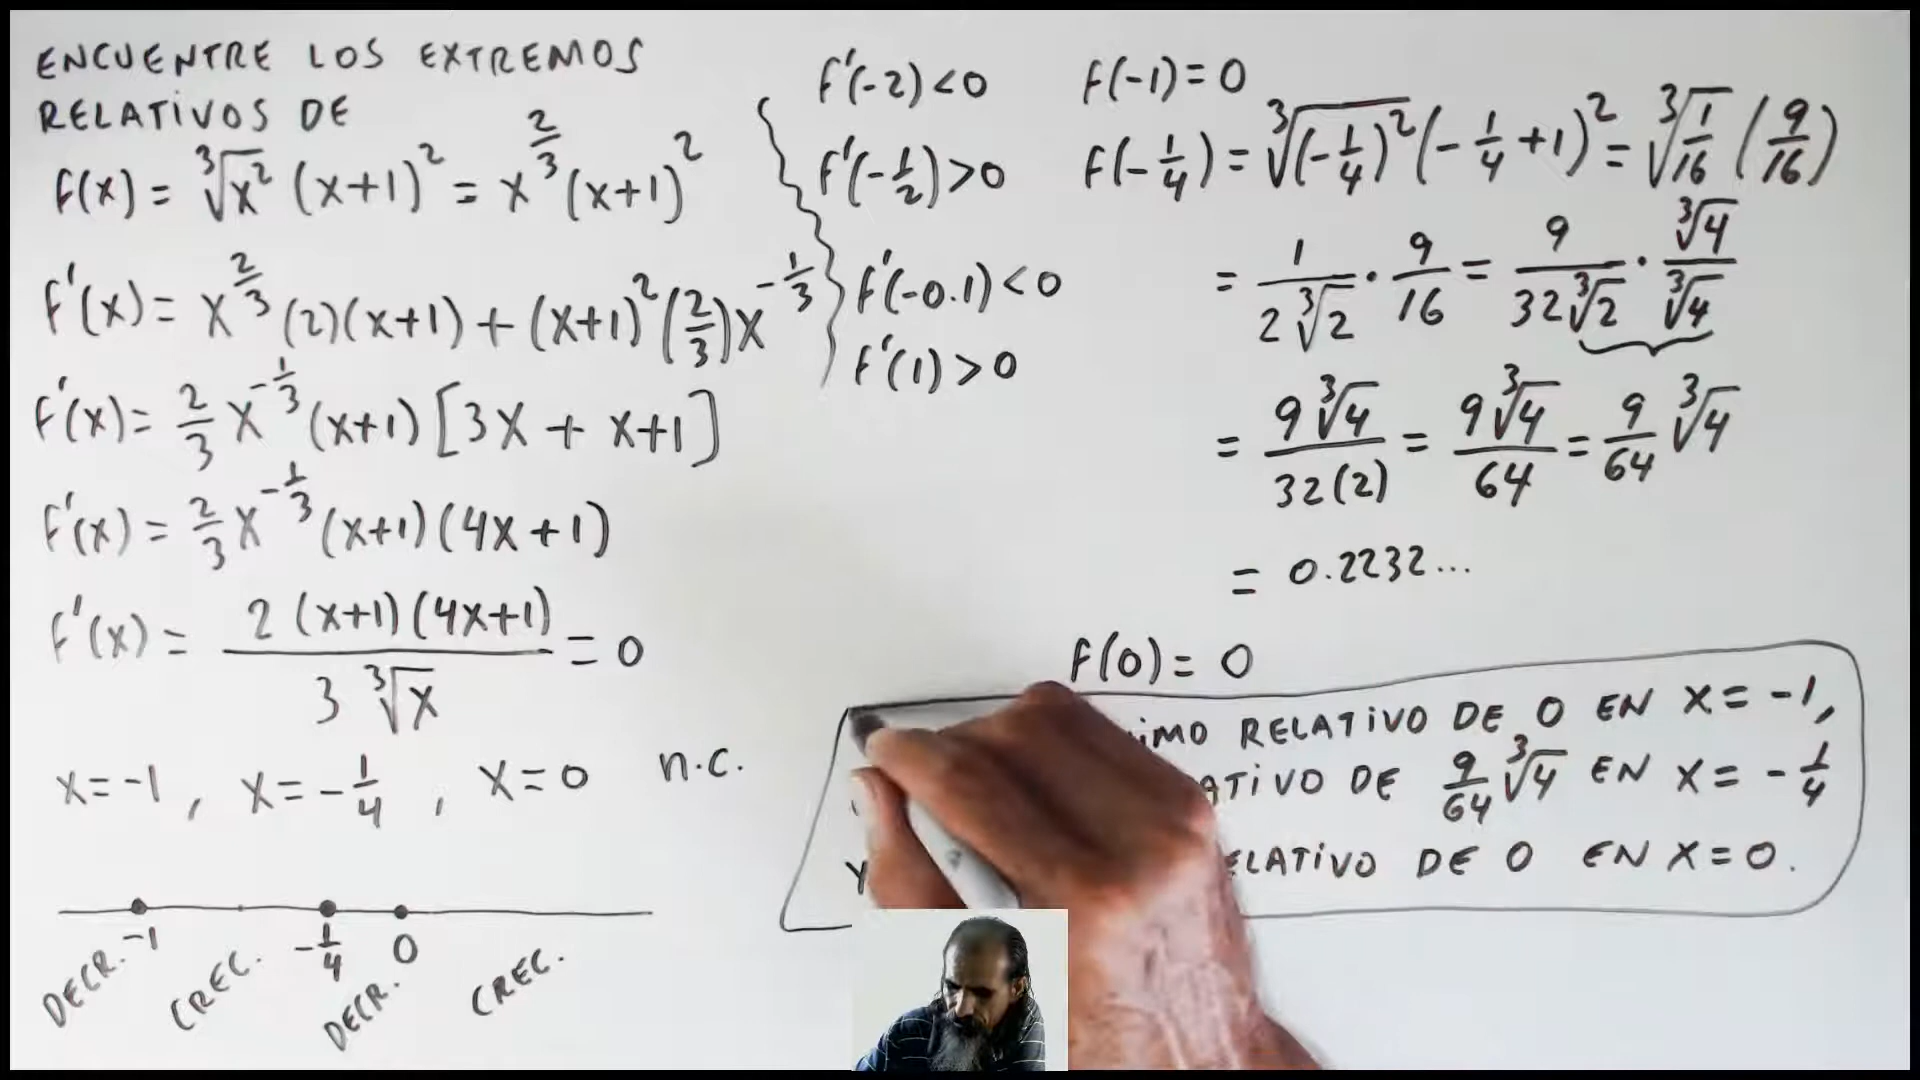 ENCUENTRE LOS EXTREMOS
RELATIVOS DE
f(x) = ∛x² (x+1)² = x^(2/3) (x+1)²
f'(x) = x^(2/3) (2)(x+1) + (x+1)² (2/3) x^(-1/3)
f'(x) = 2/3 x^(-1/3) (x+1) [3x + x+1]
f'(x) = 2/3 x^(-1/3) (x+1)(4x+1)
f'(x) = 2(x+1)(4x+1) / 3∛x = 0
x = -1 , x = -1/4 , x = 0 n.c.
-1 -1/4 0
DECR. CREC. DECR. CREC.
f'(-2) < 0
f'(-1/2) > 0
f'(-0.1) < 0
f'(1) > 0
f(-1) = 0
f(-1/4) = ∛(-1/4)² (-1/4 + 1)² = ∛1/16 (9/16)
= 1/2∛2 · 9/16 = 9/32∛2 · ∛4/∛4
= 9∛4/32(2) = 9∛4/64 = 9/64 ∛4
= 0.2232...
f(0) = 0
RELATIVO DE 0 EN x = -1,
DE 9/64 ∛4 EN x = -1/4
Y DE 0 EN x = 0.